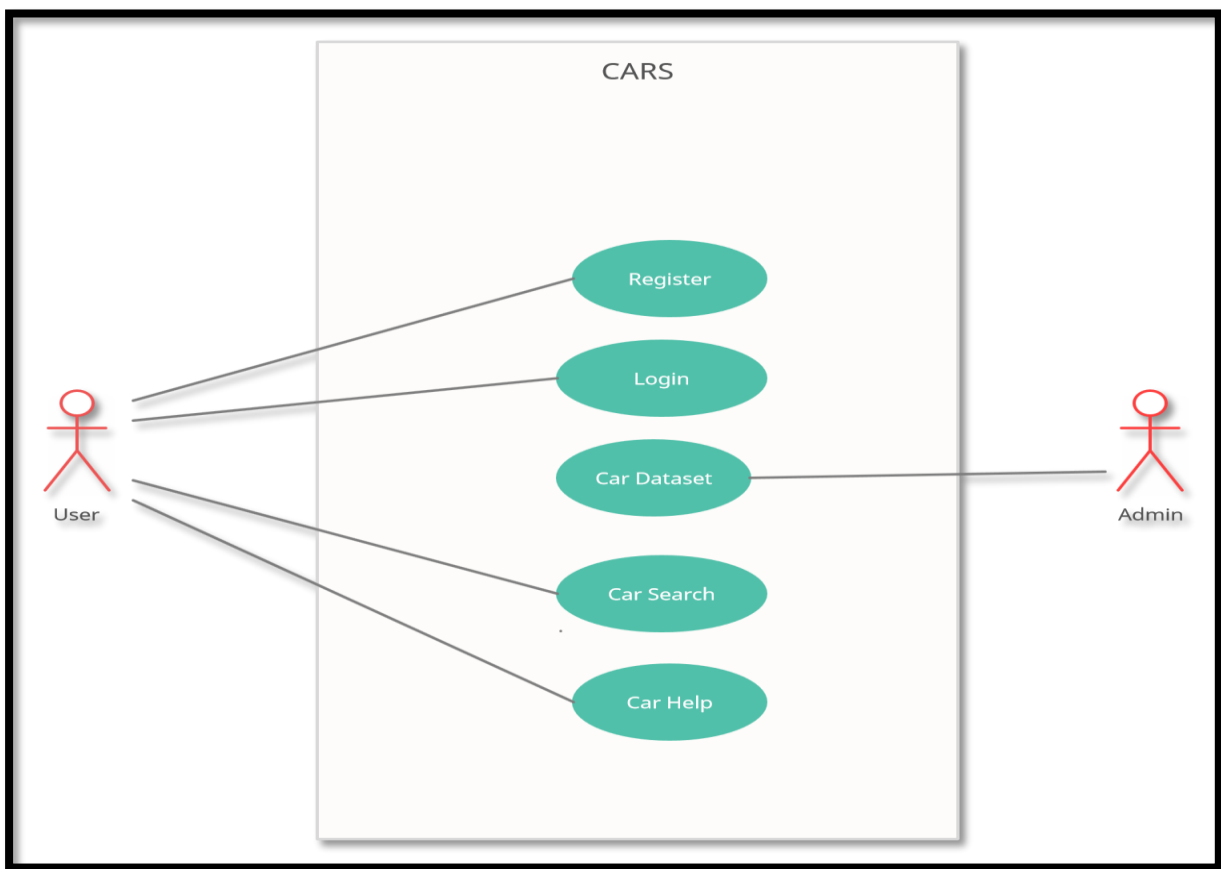 CARS
Register
Login
Car Dataset
User
Admin
Car Search
Car Help